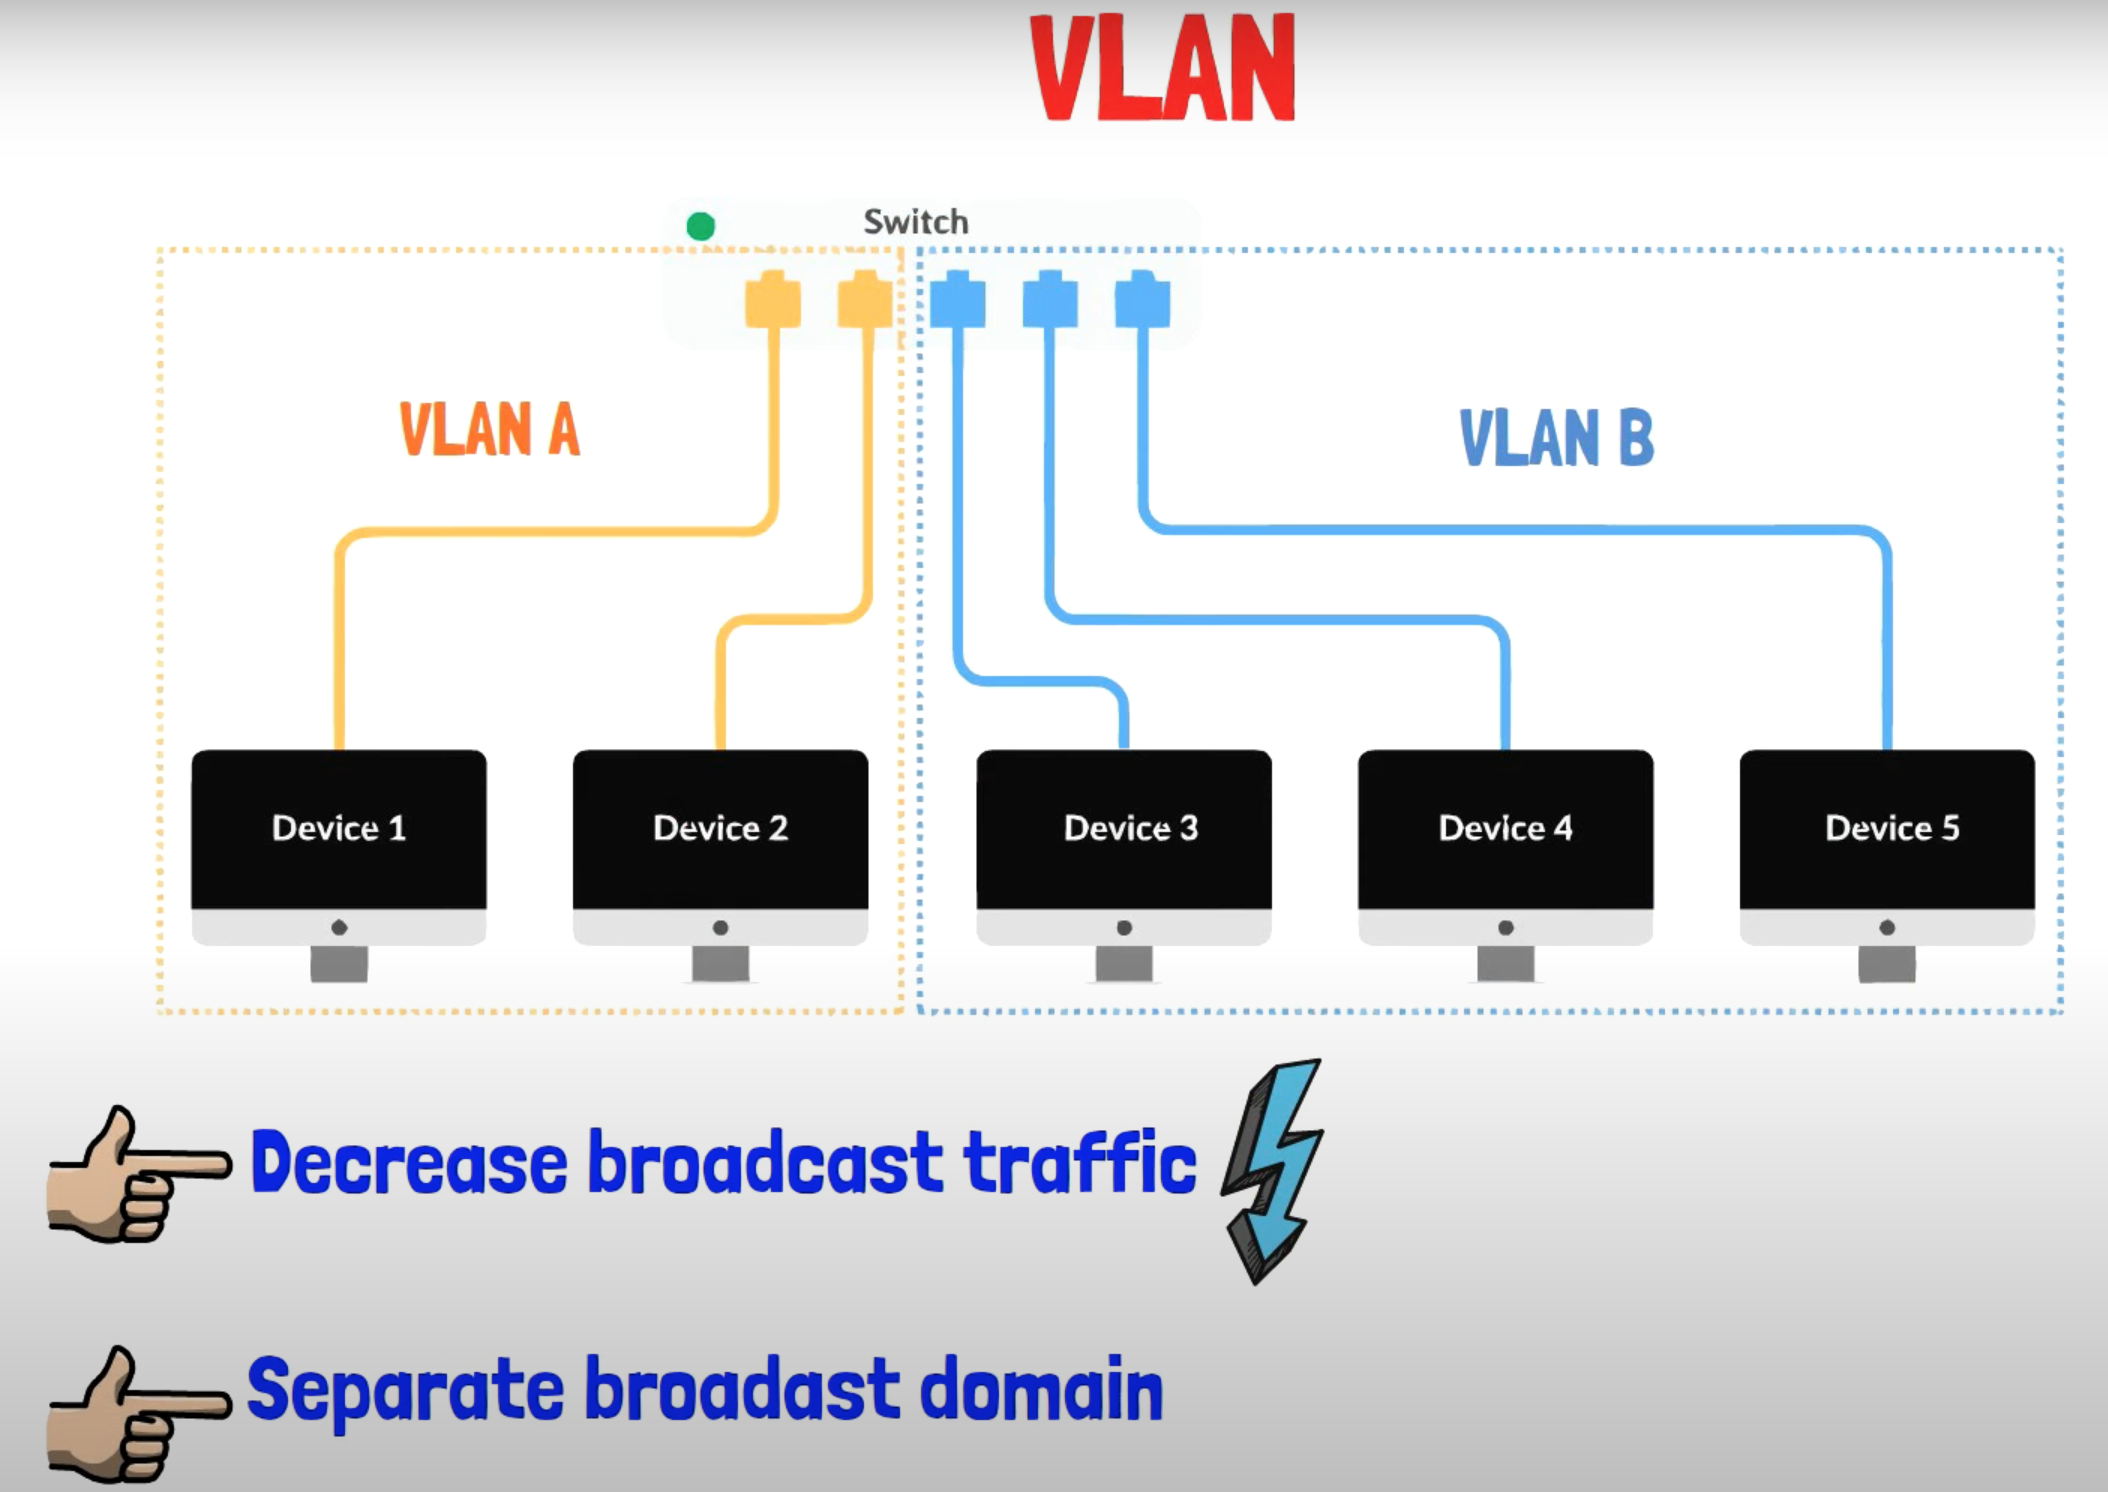 VLAN
Switch
VLAN A
VLAN B
Device 1
Device 2
Device 3
Device 4
Device 5
Decrease broadcast traffic
Separate broadast domain